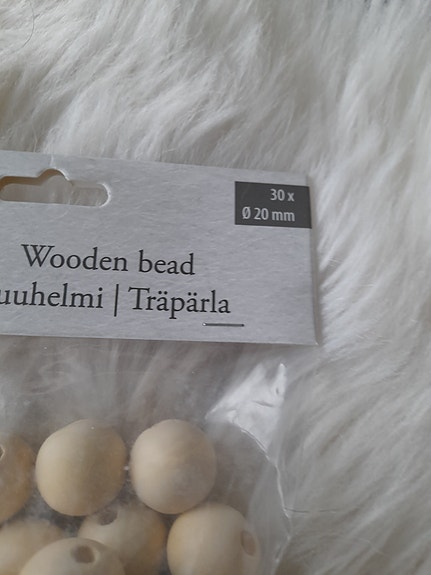 30 x
Ø 20 mm
Wooden bead
uuhelmi | Träpärla